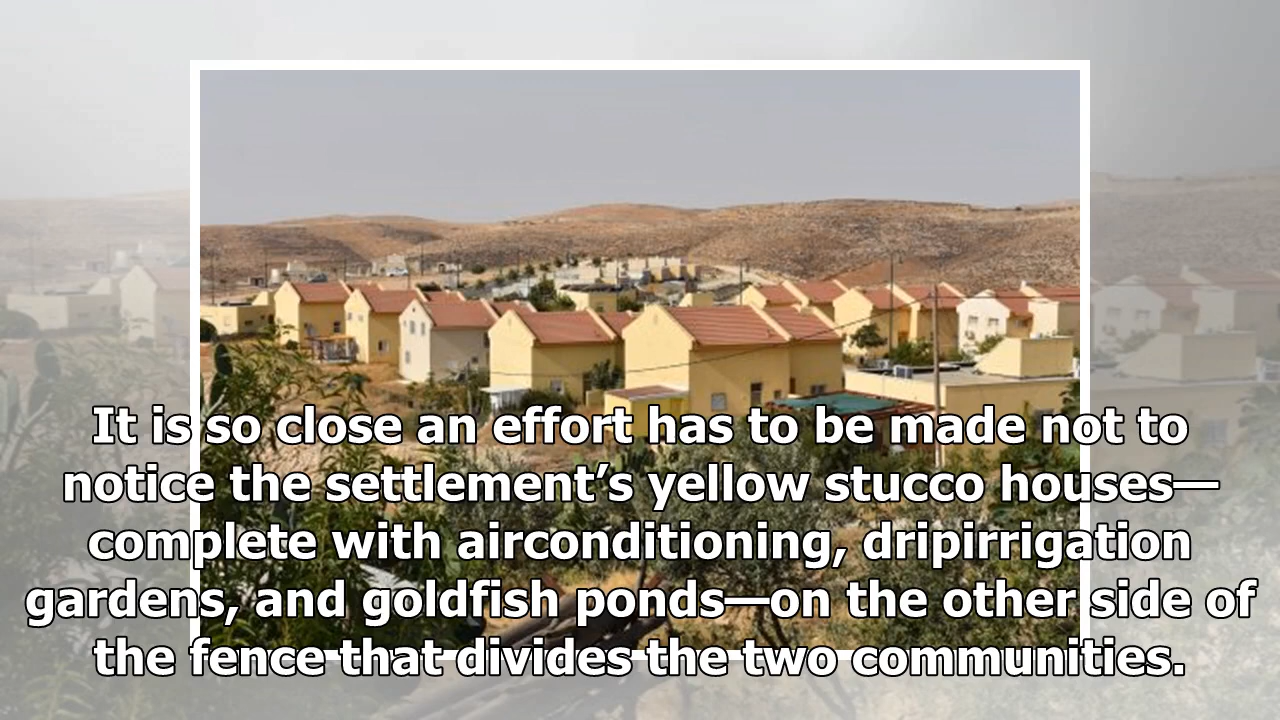 It is so close an effort has to be made not to
notice the settlement’s yellow stucco houses—
complete with airconditioning, dripirrigation
gardens, and goldfish ponds—on the other side of
the fence that divides the two communities.